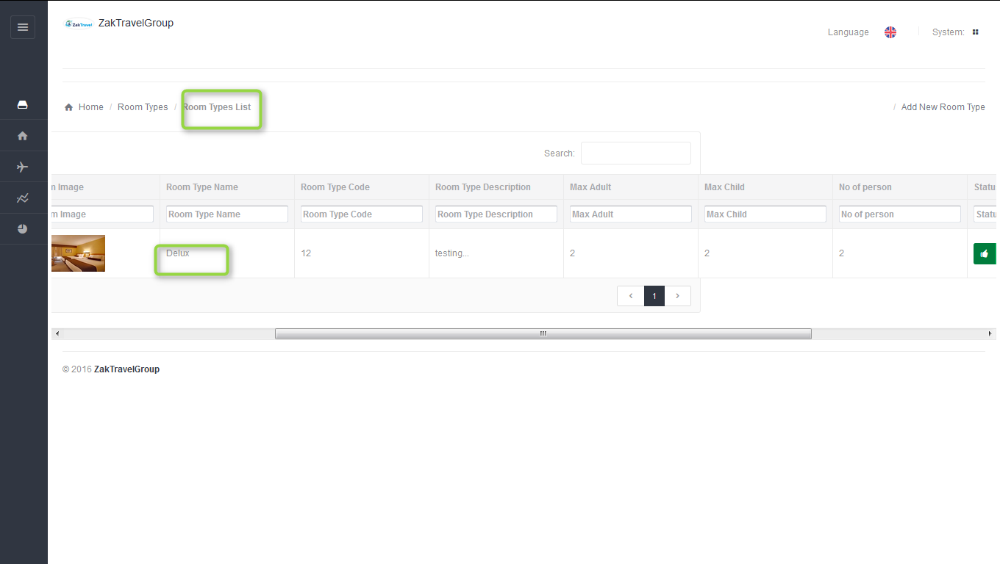 ZakTravel ZakTravelGroup
Language System:
Home / Room Types / Room Types List / Add New Room Type
Search:
m Image Room Type Name Room Type Code Room Type Description Max Adult Max Child No of person Statu
m Image Room Type Name Room Type Code Room Type Description Max Adult Max Child No of person Statu
Delux 12 testing... 2 2 2
1
© 2016 ZakTravelGroup